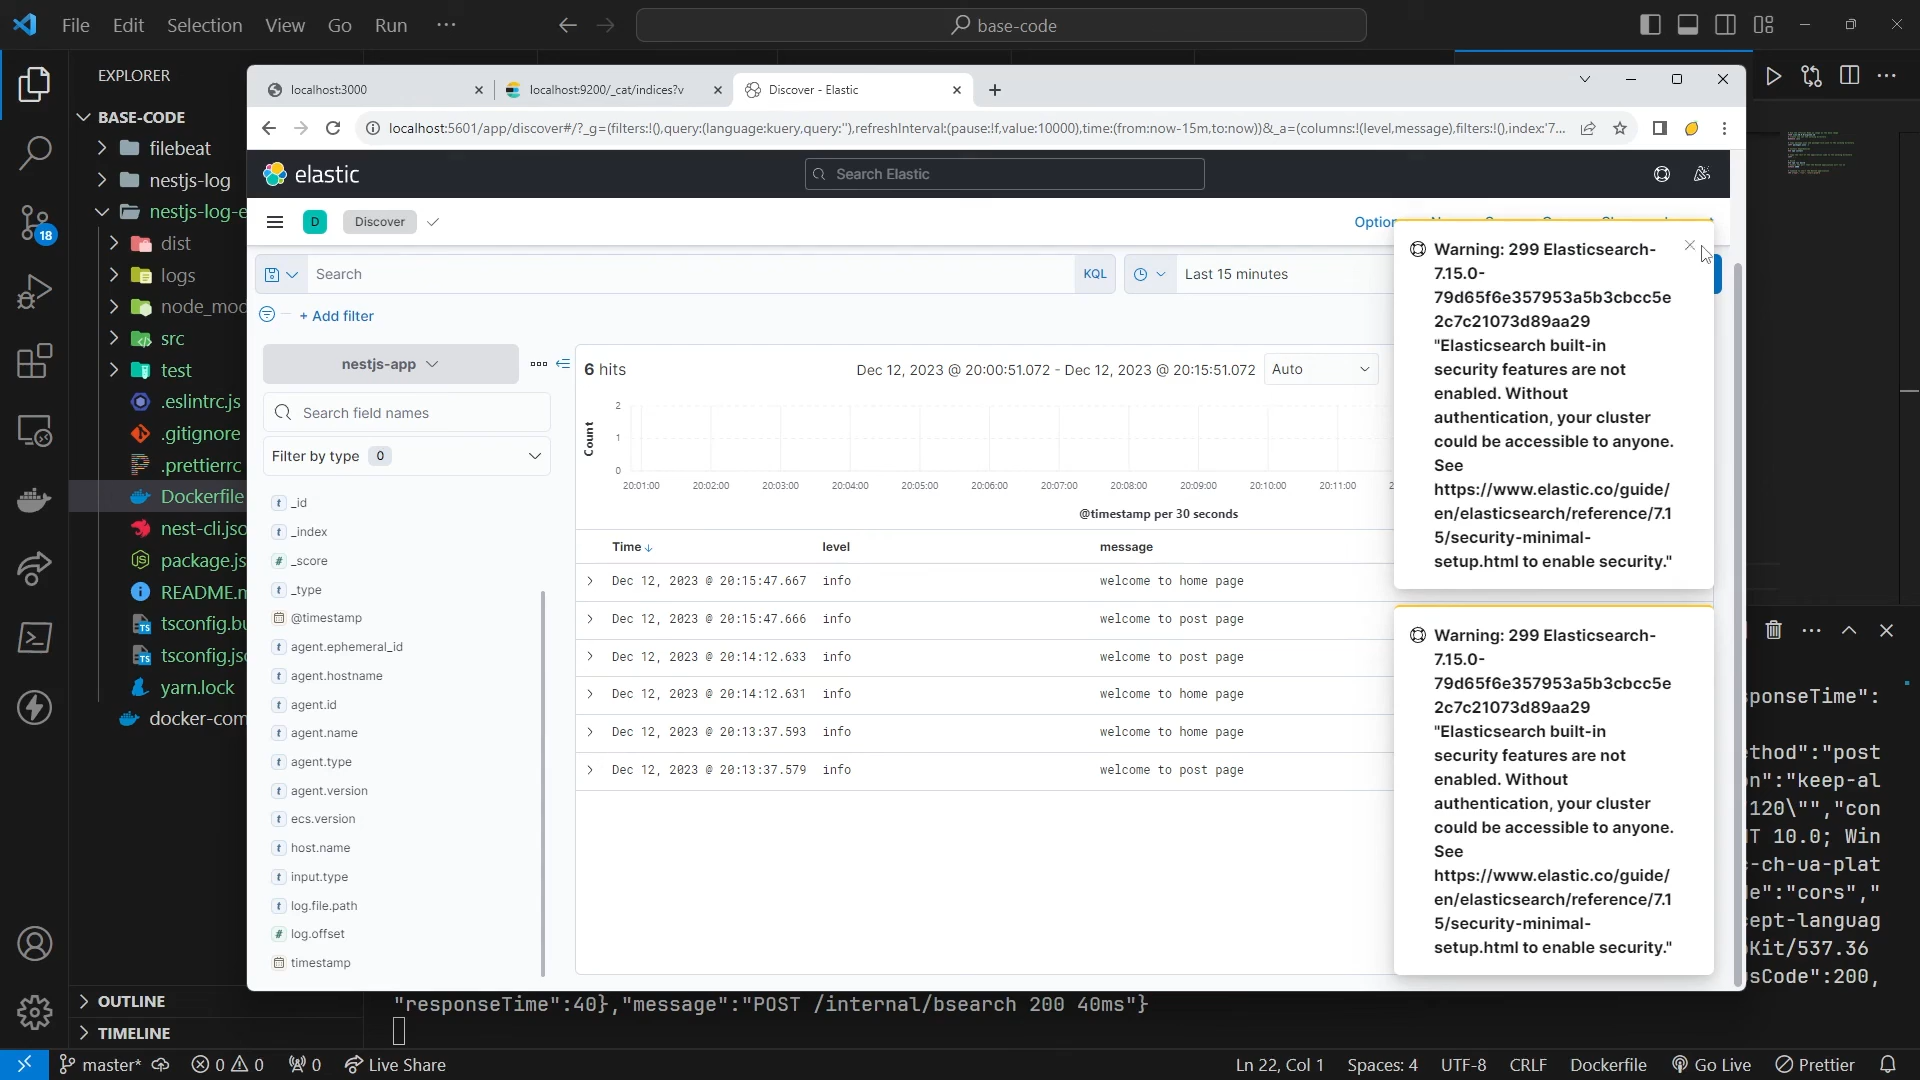 File Edit Selection View Go Run ···
base-code
EXPLORER
BASE-CODE
filebeat
nestjs-log
nestjs-log-e
dist
logs
node_mod
src
test
.eslintrc.js
.gitignore
.prettierrc
Dockerfile
nest-cli.jso
package.js
README.m
tsconfig.bu
tsconfig.jso
yarn.lock
docker-com
OUTLINE
TIMELINE
18
localhost:3000
localhost:9200/_cat/indices?v
Discover - Elastic
localhost:5601/app/discover#/?_g=(filters:!(),query:(language:kuery,query:''),refreshInterval:(pause:!f,value:10000),time:(from:now-15m,to:now))&_a=(columns:!(level,message),filters:!(),index:'7...
elastic
Search Elastic
D Discover
Option
Search
KQL
Last 15 minutes
+ Add filter
nestjs-app
Search field names
Filter by type 0
t _id
t _index
# _score
t _type
@timestamp
t agent.ephemeral_id
t agent.hostname
t agent.id
t agent.name
t agent.type
t agent.version
t ecs.version
t host.name
t input.type
t log.file.path
# log.offset
timestamp
6 hits
Dec 12, 2023 @ 20:00:51.072 - Dec 12, 2023 @ 20:15:51.072
Auto
Count
2
1
0
20:01:00 20:02:00 20:03:00 20:04:00 20:05:00 20:06:00 20:07:00 20:08:00 20:09:00 20:10:00 20:11:00 2
@timestamp per 30 seconds
Time level message
Dec 12, 2023 @ 20:15:47.667 info welcome to home page
Dec 12, 2023 @ 20:15:47.666 info welcome to post page
Dec 12, 2023 @ 20:14:12.633 info welcome to post page
Dec 12, 2023 @ 20:14:12.631 info welcome to home page
Dec 12, 2023 @ 20:13:37.593 info welcome to home page
Dec 12, 2023 @ 20:13:37.579 info welcome to post page
Warning: 299 Elasticsearch-
7.15.0-
79d65f6e357953a5b3cbcc5e
2c7c21073d89aa29
"Elasticsearch built-in
security features are not
enabled. Without
authentication, your cluster
could be accessible to anyone.
See
https://www.elastic.co/guide/
en/elasticsearch/reference/7.1
5/security-minimal-
setup.html to enable security."
Warning: 299 Elasticsearch-
7.15.0-
79d65f6e357953a5b3cbcc5e
2c7c21073d89aa29
"Elasticsearch built-in
security features are not
enabled. Without
authentication, your cluster
could be accessible to anyone.
See
https://www.elastic.co/guide/
en/elasticsearch/reference/7.1
5/security-minimal-
setup.html to enable security."
sponseTime":
ethod":"post
on":"keep-al
120\"","con
NT 10.0; Win
-ch-ua-plat
de":"cors","
cept-languag
bKit/537.36
usCode":200,
"responseTime":40},"message":"POST /internal/bsearch 200 40ms"}
master* 0 0 0 Live Share
Ln 22, Col 1 Spaces: 4 UTF-8 CRLF Dockerfile Go Live Prettier